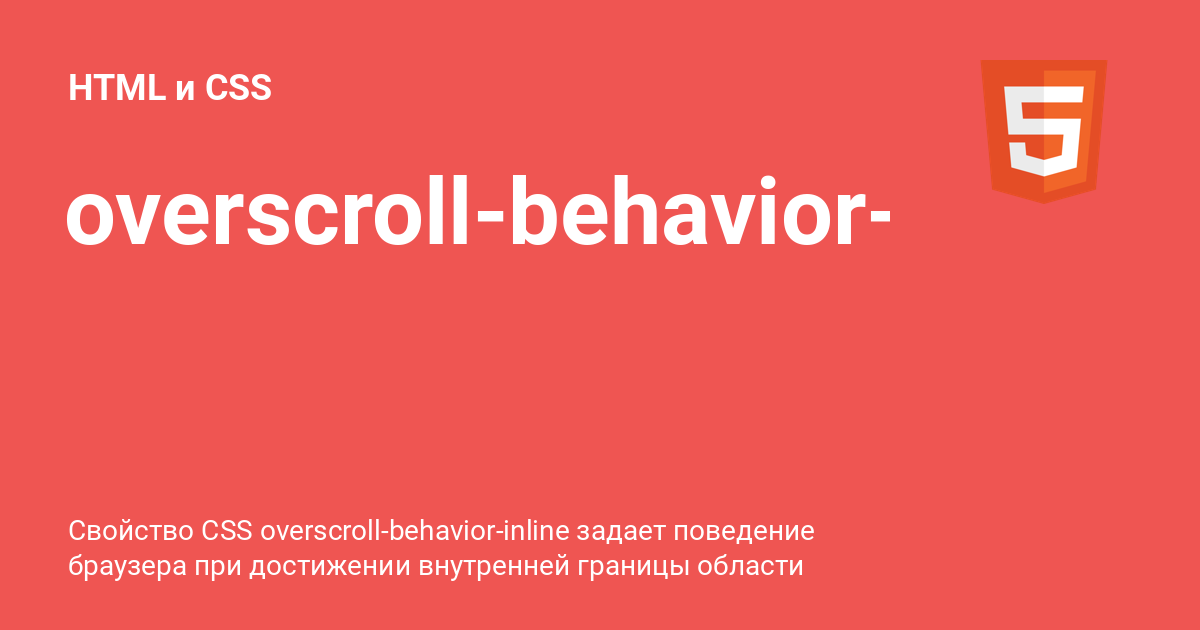 HTML и CSS
overscroll-behavior-
Свойство CSS overscroll-behavior-inline задает поведение
браузера при достижении внутренней границы области